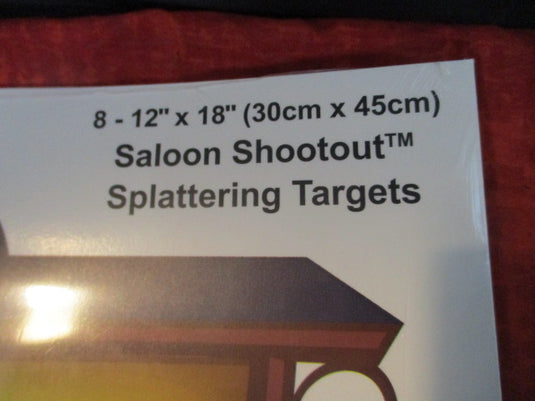 8 - 12" x 18" (30cm x 45cm)
Saloon Shootout™
Splattering Targets